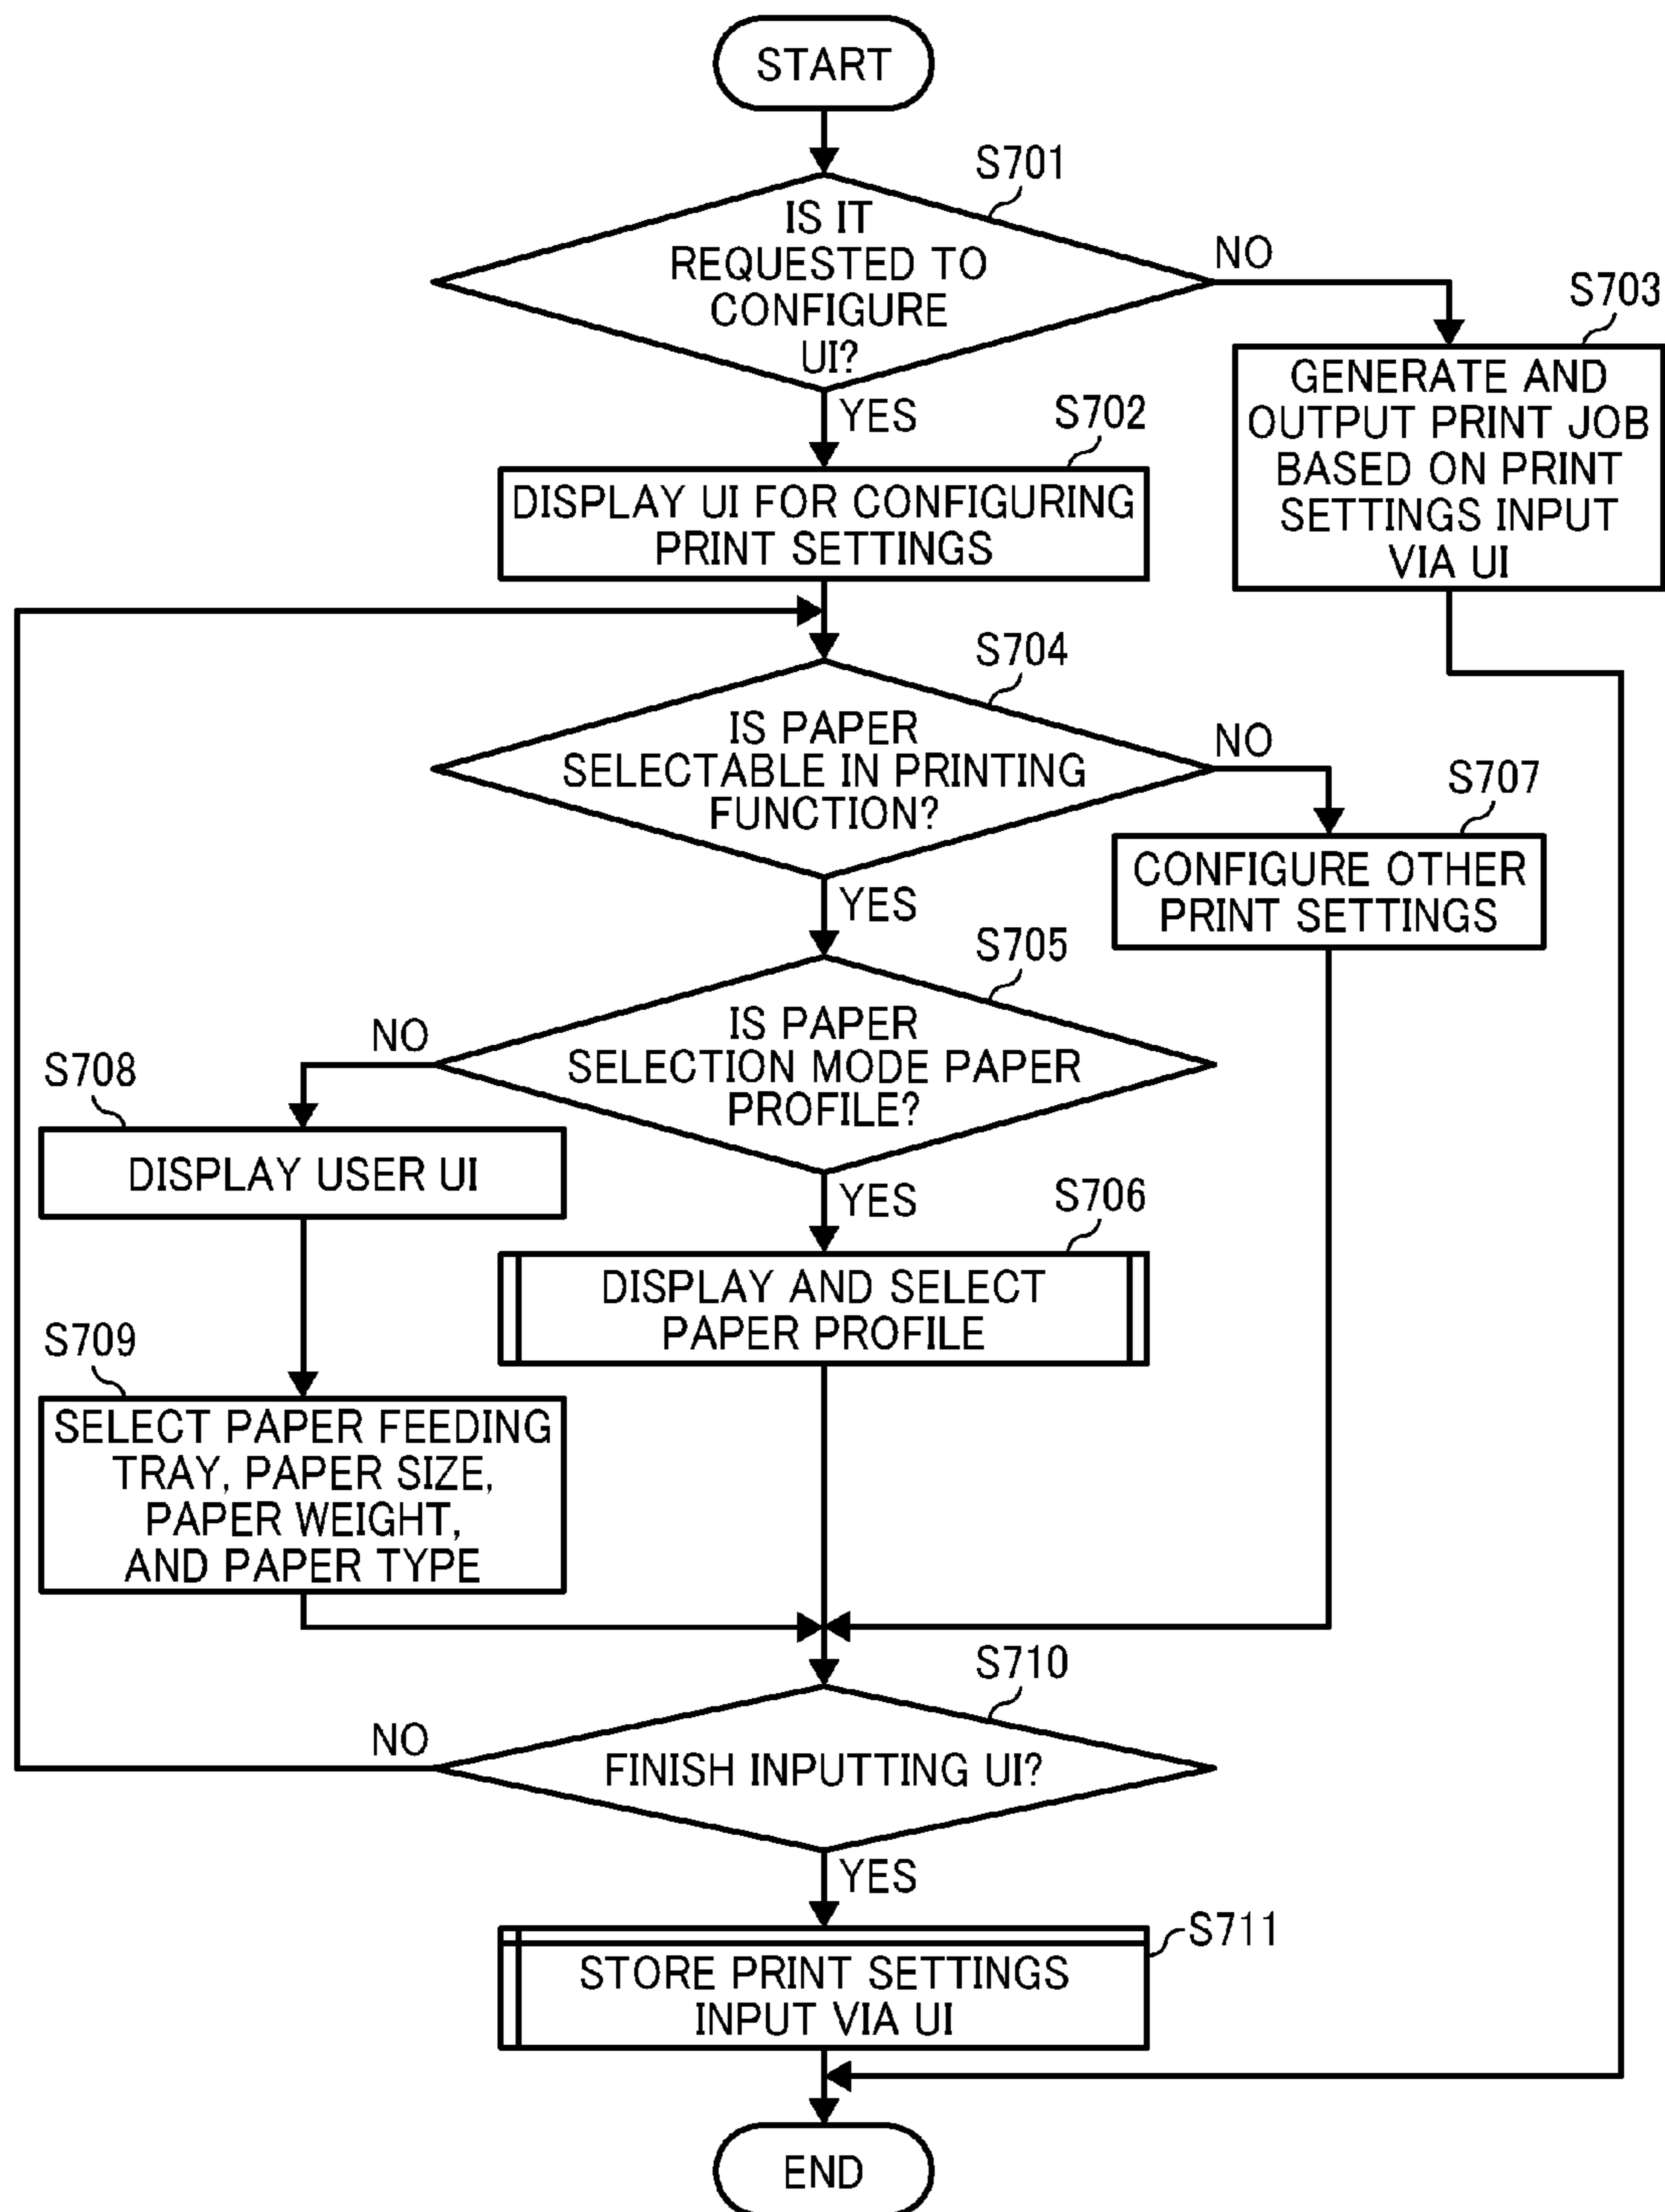 START
S701
IS IT
REQUESTED TO
CONFIGURE
UI?
NO
YES
S703
GENERATE AND
OUTPUT PRINT JOB
BASED ON PRINT
SETTINGS INPUT
VIA UI
S702
DISPLAY UI FOR CONFIGURING
PRINT SETTINGS
S704
IS PAPER
SELECTABLE IN PRINTING
FUNCTION?
NO
YES
S707
CONFIGURE OTHER
PRINT SETTINGS
S705
IS PAPER
SELECTION MODE PAPER
PROFILE?
NO
YES
S708
DISPLAY USER UI
S706
DISPLAY AND SELECT
PAPER PROFILE
S709
SELECT PAPER FEEDING
TRAY, PAPER SIZE,
PAPER WEIGHT,
AND PAPER TYPE
S710
FINISH INPUTTING UI?
NO
YES
S711
STORE PRINT SETTINGS
INPUT VIA UI
END